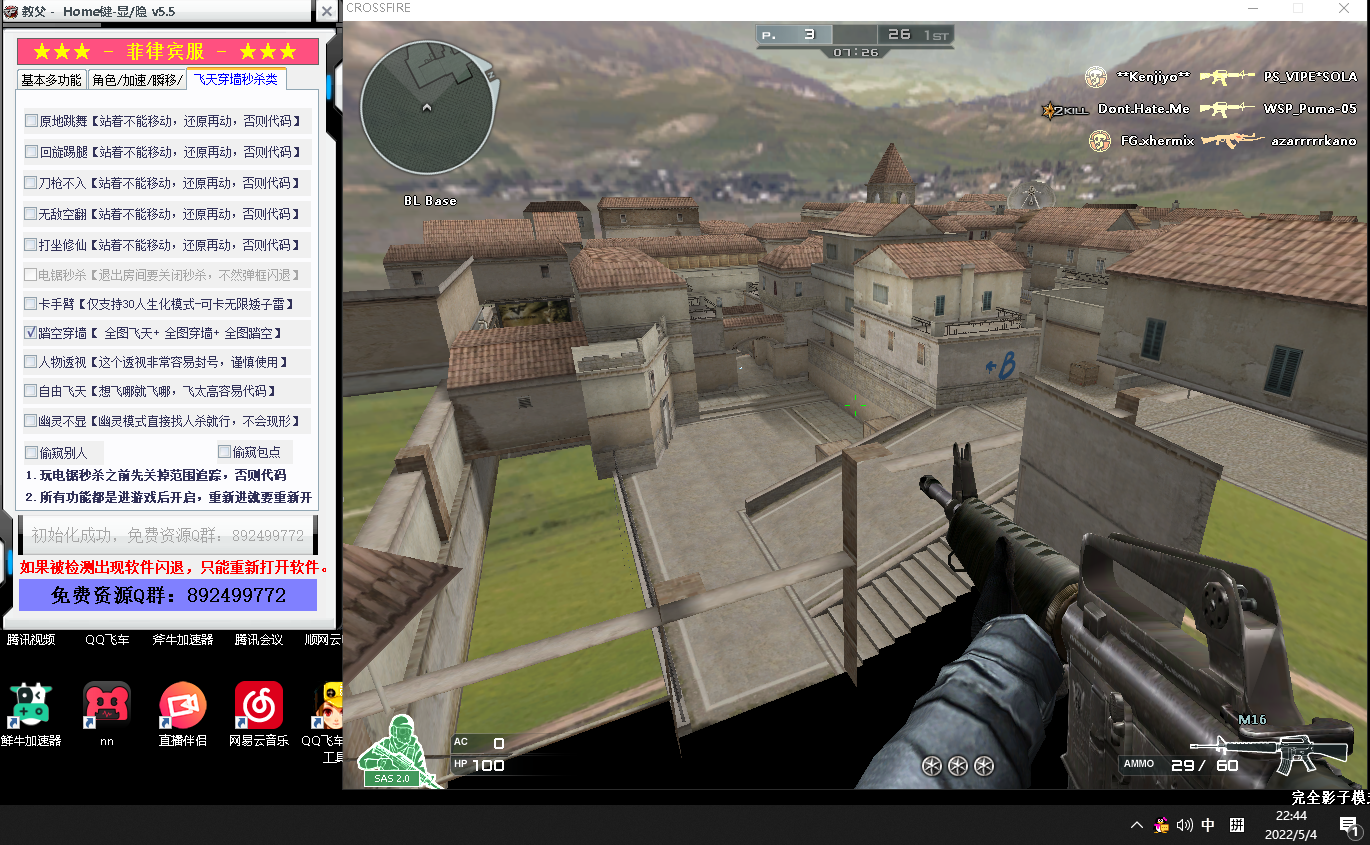 教父 - Home键-显/隐 v5.5
★★★ - 菲律宾服 - ★★★
基本多功能 角色/加速/瞬移/ 飞天穿墙秒杀类
原地跳舞【站着不能移动，还原再动，否则代码】
回旋踢腿【站着不能移动，还原再动，否则代码】
刀枪不入【站着不能移动，还原再动，否则代码】
无敌空翻【站着不能移动，还原再动，否则代码】
打坐修仙【站着不能移动，还原再动，否则代码】
电锯秒杀【退出房间要关闭秒杀，不然弹框闪退】
卡手臂【仅支持30人生化模式-可卡无限矮子雷】
踏空穿墙【 全图飞天+ 全图穿墙+ 全图踏空】
人物透视【这个透视非常容易封号，谨慎使用】
自由飞天【想飞哪就飞哪，飞太高容易代码】
幽灵不显【幽灵模式直接找人杀就行，不会现形】
偷窥别人 偷窥包点
1.玩电锯秒杀之前先关掉范围追踪，否则代码
2.所有功能都是进游戏后开启，重新进就要重新开
初始化成功，免费资源Q群：892499772
如果被检测出现软件闪退，只能重新打开软件。
免费资源Q群：892499772
腾讯视频 QQ飞车 斧牛加速器 腾讯会议 顺网云
鲜牛加速器 nn 直播伴侣 网易云音乐 QQ飞车
工具
CROSSFIRE
P. 3 26 1ST
07:26
N
BL Base
**Kenjiyo** PS_VIPE*SOLA
2KILL Dont.Hate.Me WSP_Puma-05
FG.xhermix azarrrrrkano
B
SAS 2.0
AC 0
HP 100
M16
AMMO 29/ 60
完全影子模
中 拼
22:44
2022/5/4
1